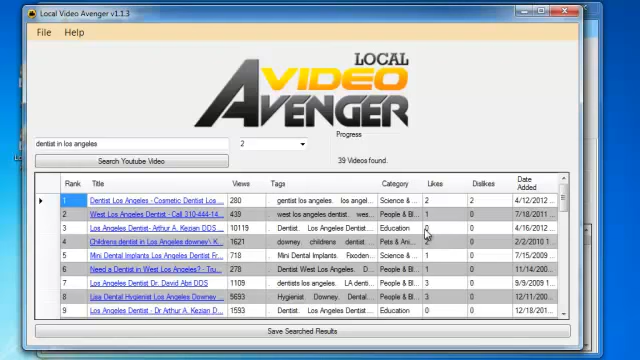 Local Video Avenger v1.1.3
File Help
LOCAL
VIDEO
AVENGER
dentist in los angeles 2 Progress
Search Youtube Video 39 Videos found.
Rank Title Views Tags Category Likes Dislikes Date Added
1 Dentist Los Angeles - Cosmetic Dentist Los ... 280 dentist los angeles. los angel... Science & ... 2 2 4/12/2012 ...
2 West Los Angeles Dentist - Call 310-444-14... 439 west los angeles dentist. wes... People & Bl... 1 0 7/18/2011 ...
3 Los Angeles Dentist- Arthur A. Kezian DDS ... 10119 Dentist. Los Angeles Dentist... Education 0 4/16/2012 ...
4 Childrens dentist in Los Angeles downey\ K... 1621 downey childrens dentist ... Pets & Ani... 0 2/2/2010 1...
5 Mini Dental Implants Los Angeles Dentist Fr... 718 Mini Dental Implants. Fixoden... Science & ... 1 0 7/15/2009 ...
6 Need a Dentist in West Los Angeles? - Tru... 278 Dentist West Los Angeles. D... People & Bl... 1 0 11/14/200...
7 Los Angeles Dentist Dr. David Abri DDS 1210 dentists los angeles. LA denti... People & Bl... 3 0 9/9/2009 1...
8 Lisa Dental Hygienist Los Angeles Downey ... 5693 Hygienist Downey. Dental... People & Bl... 3 0 12/11/200...
9 Los Angeles Dentist - Dr Arthur A. Kezian D... 1593 Dentist. Los Angeles Dentist... Education 0 0 12/18/201...
Save Searched Results